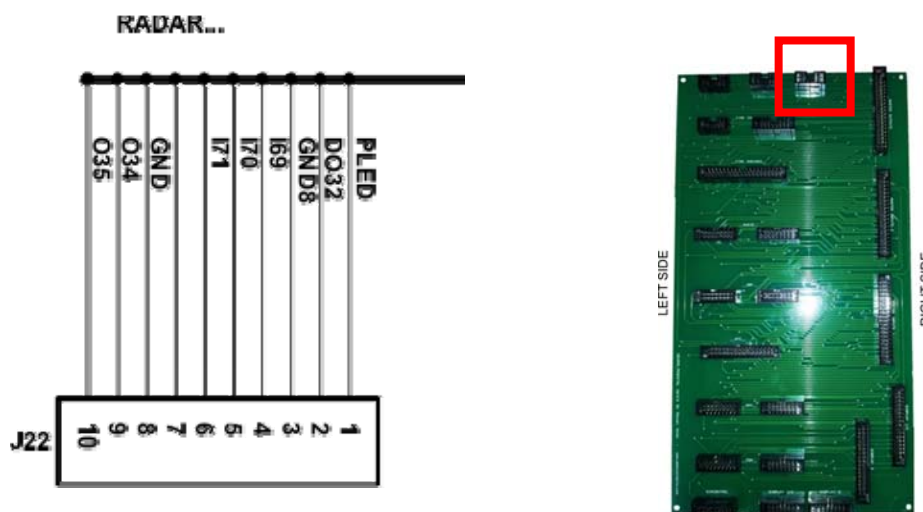 RADAR...
O35
O34
GND
I71
I70
I69
GND8
DO32
PLED
J22
10
9
8
7
6
5
4
3
2
1
LEFT SIDE
RIGHT SIDE